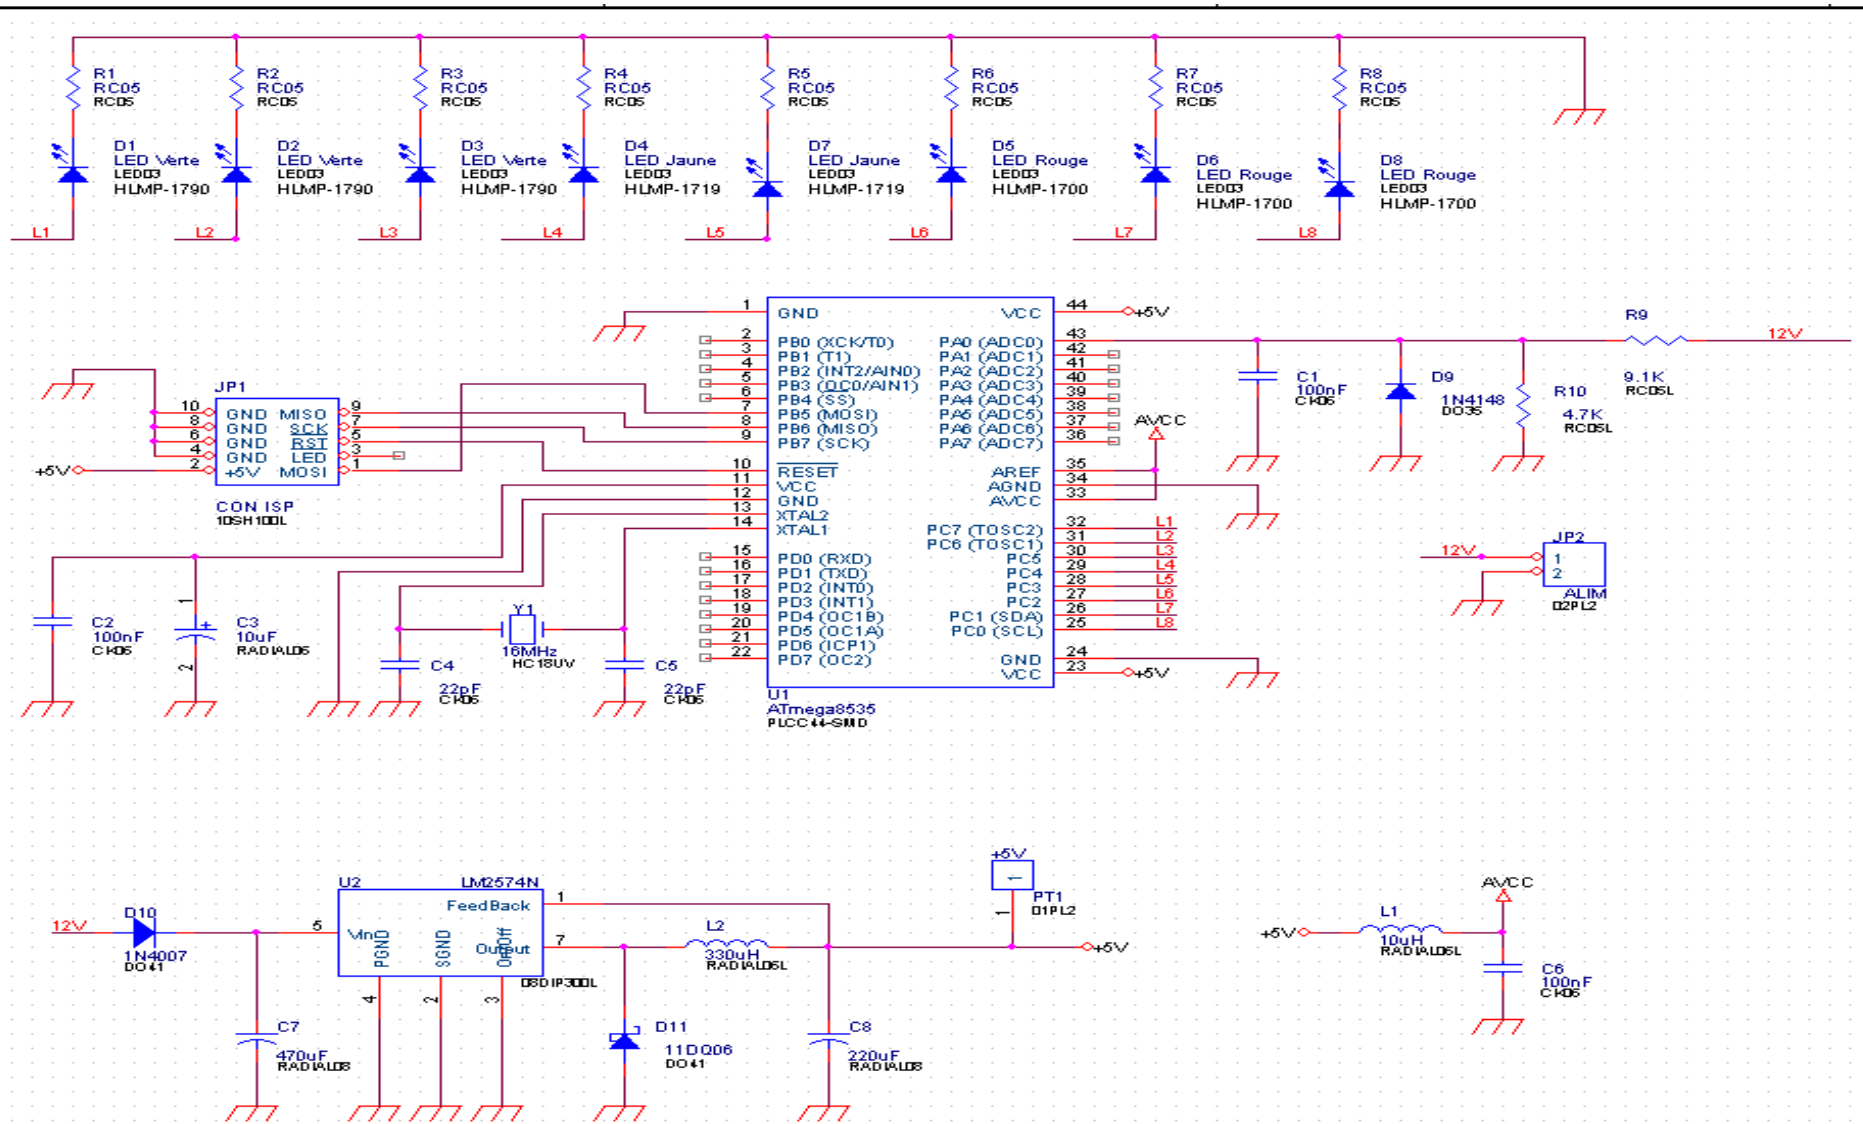 R1
RC05
RC05
R2
RC05
RC05
R3
RC05
RC05
R4
RC05
RC05
R5
RC05
RC05
R6
RC05
RC05
R7
RC05
RC05
R8
RC05
RC05
D1
LED Verte
LED03
HLMP-1790
D2
LED Verte
LED03
HLMP-1790
D3
LED Verte
LED03
HLMP-1790
D4
LED Jaune
LED03
HLMP-1719
D7
LED Jaune
LED03
HLMP-1719
D5
LED Rouge
LED03
HLMP-1700
D6
LED Rouge
LED03
HLMP-1700
D8
LED Rouge
LED03
HLMP-1700
L1
L2
L3
L4
L5
L6
L7
L8
1 GND
2 PB0 (XCK/T0)
3 PB1 (T1)
4 PB2 (INT2/AIN0)
5 PB3 (OC0/AIN1)
6 PB4 (SS)
7 PB5 (MOSI)
8 PB6 (MISO)
9 PB7 (SCK)
10 RESET
11 VCC
12 GND
13 XTAL2
14 XTAL1
15 PD0 (RXD)
16 PD1 (TXD)
17 PD2 (INT0)
18 PD3 (INT1)
19 PD4 (OC1B)
20 PD5 (OC1A)
21 PD6 (ICP1)
22 PD7 (OC2)
VCC 44 +5V
PA0 (ADC0) 43
PA1 (ADC1) 42
PA2 (ADC2) 41
PA3 (ADC3) 40
PA4 (ADC4) 39
PA5 (ADC5) 38
PA6 (ADC6) 37
PA7 (ADC7) 36
AREF 35
AGND 34
AVCC 33
PC7 (TOSC2) 32 L1
PC6 (TOSC1) 31 L2
PC5 30 L3
PC4 29 L4
PC3 28 L5
PC2 27 L6
PC1 (SDA) 26 L7
PC0 (SCL) 25 L8
GND 24
VCC 23 +5V
U1
ATmega8535
PLCC44-SMD
AVCC
JP1
10 GND MISO 9
8 GND SCK 7
6 GND RST 5
4 GND LED 3
+5V 2 +5V MOSI 1
CON ISP
10SH100L
C1
100nF
CK06
D9
1N4148
DO35
R10
4.7K
RC05L
R9
9.1K
RC05L
12V
12V
JP2
1
2
ALIM
02PL2
C2
100nF
CK06
1
C3
10uF
RADIAL06
2
C4
22pF
CK06
Y1
16MHz
HC18UV
C5
22pF
CK06
12V
D10
1N4007
DO41
C7
470uF
RADIAL08
U2
LM2574N
5 Vin
FeedBack 1
Output 7
PGND
SGND
4
2
3
08DIP300L
D11
11DQ06
DO41
L2
330uH
RADIAL06L
C8
220uF
RADIAL08
+5V
1
1
PT1
01PL2
+5V
+5V
L1
10uH
RADIAL06L
AVCC
C6
100nF
CK06